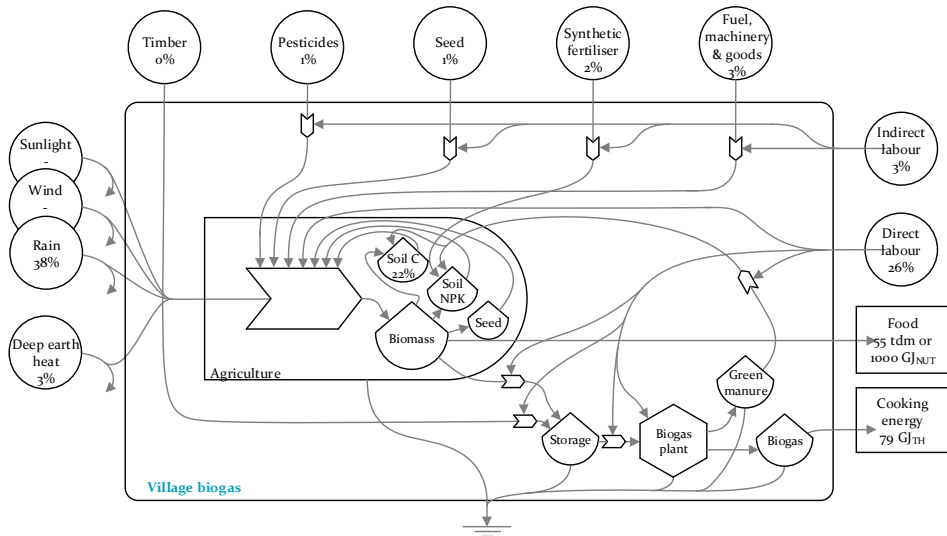 Timber
0%
Pesticides
1%
Seed
1%
Synthetic
fertiliser
2%
Fuel,
machinery
& goods
3%
Sunlight
-
Wind
-
Rain
38%
Deep earth
heat
3%
Indirect
labour
3%
Direct
labour
26%
Soil C
22%
Soil
NPK
Seed
Biomass
Agriculture
Food
55 tdm or
1000 GJNUT
Green
manure
Cooking
energy
79 GJTH
Storage
Biogas
plant
Biogas
Village biogas